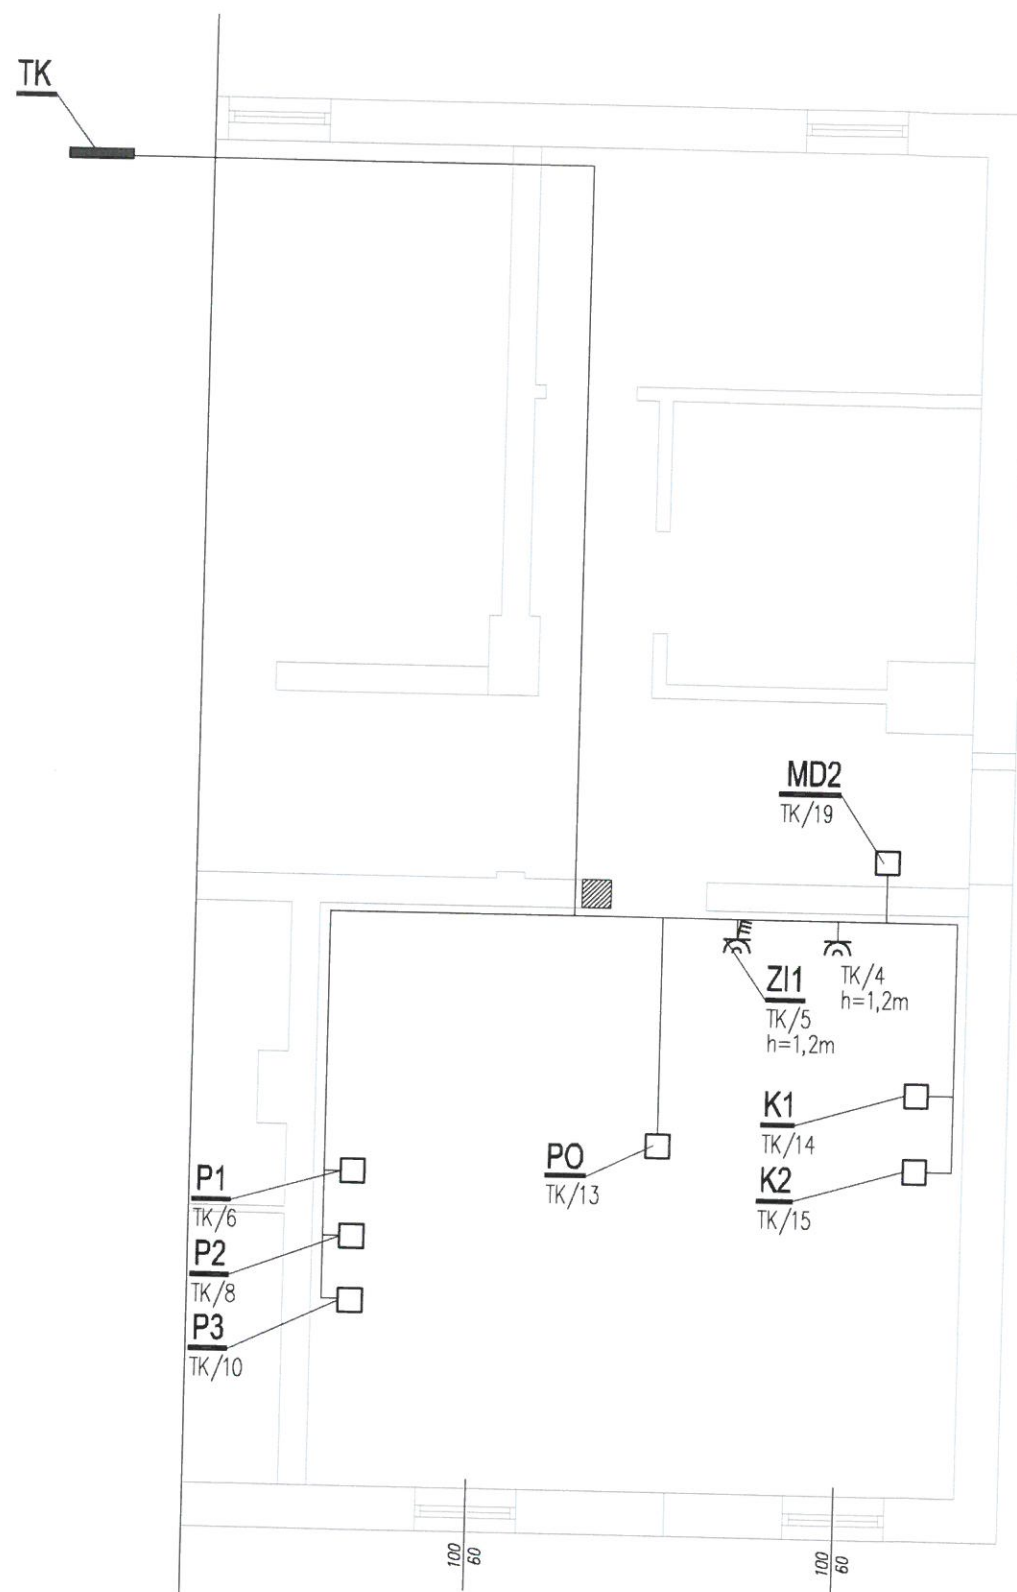 TK
MD2
TK/19
ZI1
TK/5
h=1,2m
TK/4
h=1,2m
K1
TK/14
K2
TK/15
PO
TK/13
P1
TK/6
P2
TK/8
P3
TK/10
100
60
100
60